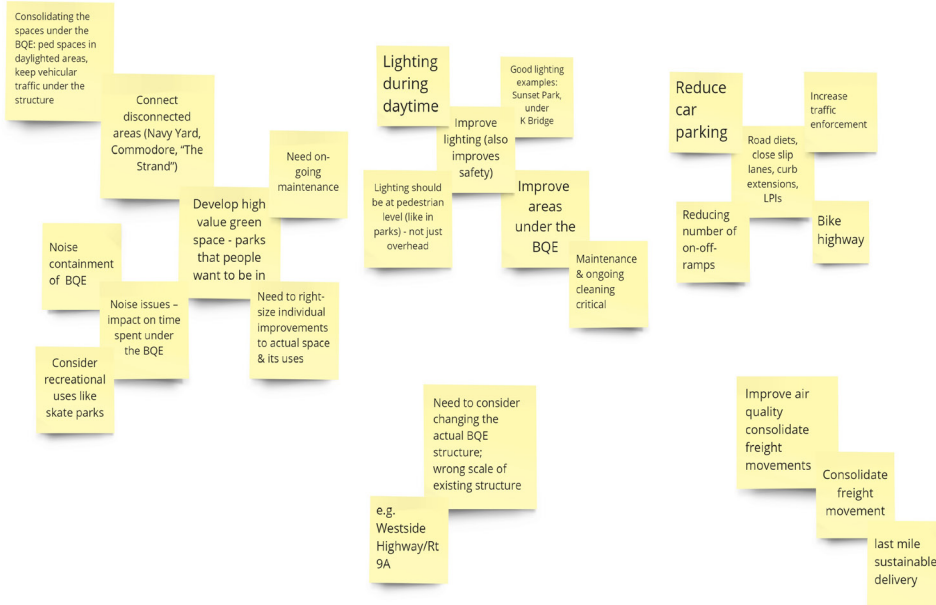 Consolidating the
spaces under the
BQE: ped spaces in
daylighted areas,
keep vehicular
traffic under the
structure
Connect
disconnected
areas (Navy Yard,
Commodore, “The
Strand”)
Need on-
going
maintenance
Develop high
value green
space - parks
that people
want to be in
Noise
containment
of BQE
Noise issues –
impact on time
spent under
the BQE
Need to right-
size individual
improvements
to actual space
& its uses
Consider
recreational
uses like
skate parks
Lighting
during
daytime
Good lighting
examples:
Sunset Park,
under
K Bridge
Improve
lighting (also
improves
safety)
Lighting should
be at pedestrian
level (like in
parks) - not just
overhead
Improve
areas
under the
BQE
Maintenance
& ongoing
cleaning
critical
Reduce
car
parking
Increase
traffic
enforcement
Road diets,
close slip
lanes, curb
extensions,
LPIs
Reducing
number of
on-off-
ramps
Bike
highway
Need to consider
changing the
actual BQE
structure;
wrong scale of
existing structure
e.g.
Westside
Highway/Rt
9A
Improve air
quality
consolidate
freight
movements
Consolidate
freight
movement
last mile
sustainable
delivery